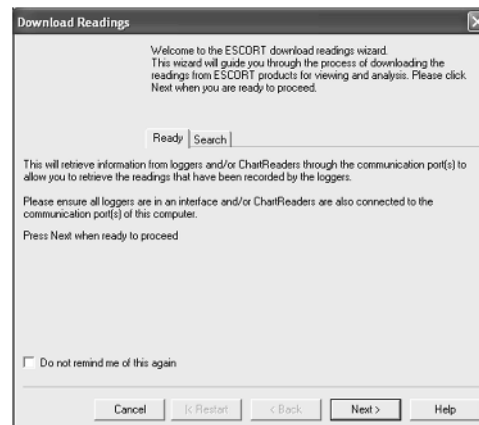 Download Readings
Welcome to the ESCORT download readings wizard.
This wizard will guide you through the process of downloading the
readings from ESCORT products for viewing and analysis. Please click
Next when you are ready to proceed.
Ready Search
This will retrieve information from loggers and/or ChartReaders through the communication port(s) to
allow you to retrieve the readings that have been recorded by the loggers.
Please ensure all loggers are in an interface and/or ChartReaders are also connected to the
communication port(s) of this computer.
Press Next when ready to proceed
Do not remind me of this again
Cancel |< Restart < Back Next > Help